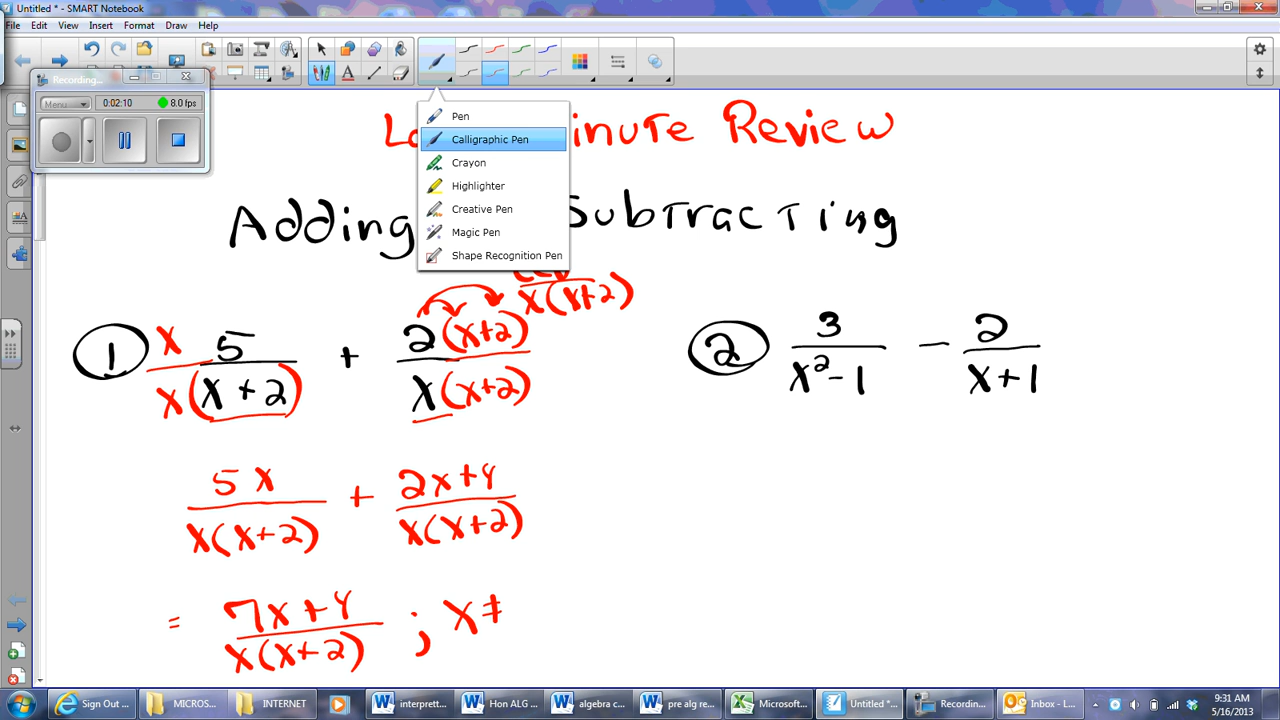 Untitled * - SMART Notebook
File Edit View Insert Format Draw Help
Recording...
Menu
0:02:10 8.0 fps
Pen
Calligraphic Pen
Crayon
Highlighter
Creative Pen
Magic Pen
Shape Recognition Pen
inute Review
Adding Subtracting
x(x+2)
① x 5 / x(x+2) + 2(x+2) / x(x+2)
② 3 / x²-1 - 2 / x+1
5x / x(x+2) + 2x+4 / x(x+2)
= 7x+4 / x(x+2) ; x≠
Sign Out ... MICROS... INTERNET interprett... Hon ALG ... algebra c... pre alg re... Microsoft... Untitled *... Recording... Inbox - L...
9:31 AM
5/16/2013